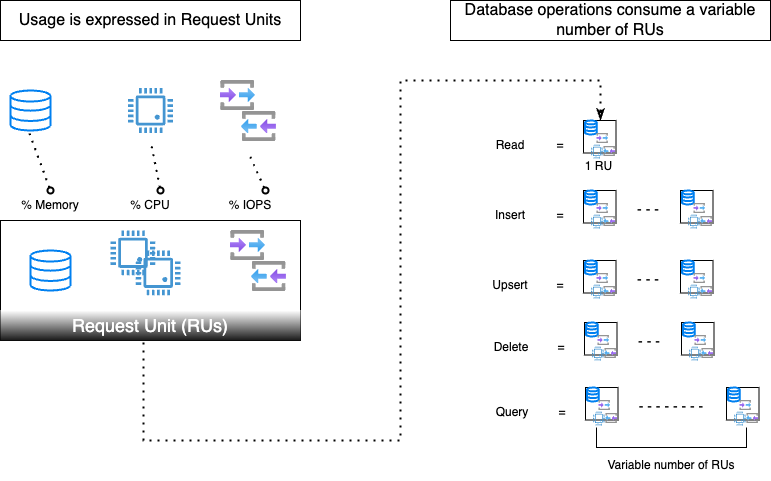 Usage is expressed in Request Units
Database operations consume a variable
number of RUs
% Memory
% CPU
% IOPS
Request Unit (RUs)
Read =
1 RU
Insert = - - -
Upsert = - - -
Delete = - - -
Query = - - - - - - - -
Variable number of RUs